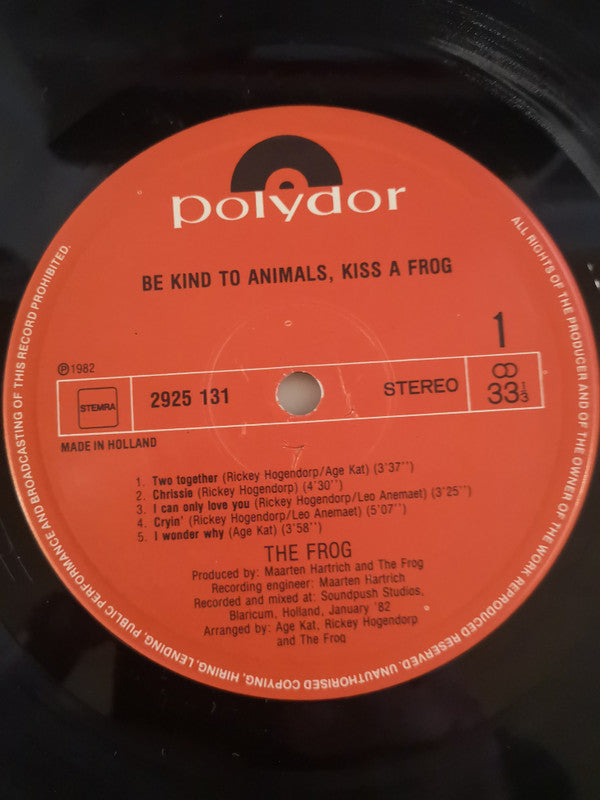 polydor
BE KIND TO ANIMALS, KISS A FROG
1
℗1982
STEMRA
2925 131
STEREO
33 1/3
MADE IN HOLLAND
1. Two together (Rickey Hogendorp/Age Kat) (3'37'')
2. Chrissie (Rickey Hogendorp) (4'30'')
3. I can only love you (Rickey Hogendorp/Leo Anemaet) (3'25'')
4. Cryin' (Rickey Hogendorp/Leo Anemaet) (5'07'')
5. I wonder why (Age Kat) (3'58'')
THE FROG
Produced by: Maarten Hartrich and The Frog
Recording engineer: Maarten Hartrich
Recorded and mixed at: Soundpush Studios,
Blaricum, Holland, January '82
Arranged by: Age Kat, Rickey Hogendorp
and The Frog
ALL RIGHTS OF THE PRODUCER AND OF THE OWNER OF THE WORK REPRODUCED RESERVED. UNAUTHORISED COPYING, HIRING, LENDING, PUBLIC PERFORMANCE AND BROADCASTING OF THIS RECORD PROHIBITED.